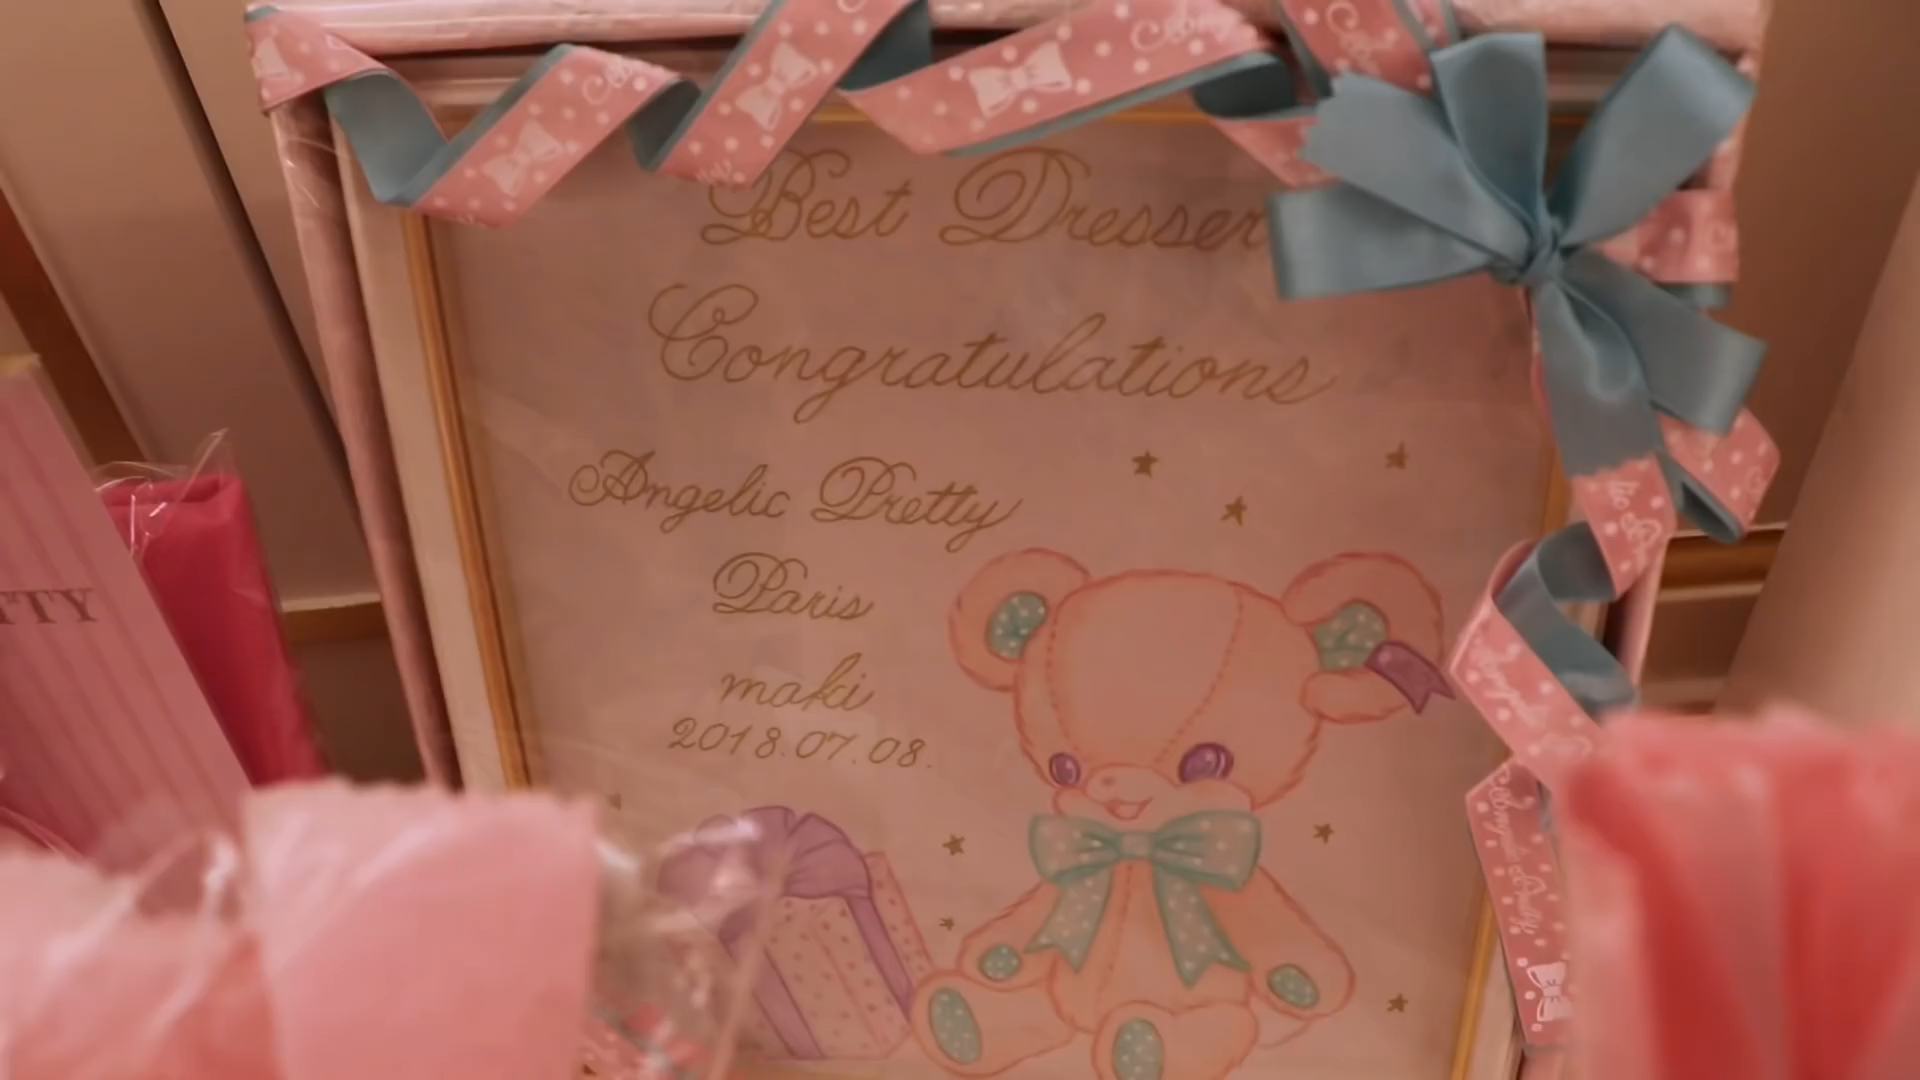 Best Dresser
Congratulations
Angelic Pretty
Paris
maki
2018.07.08.